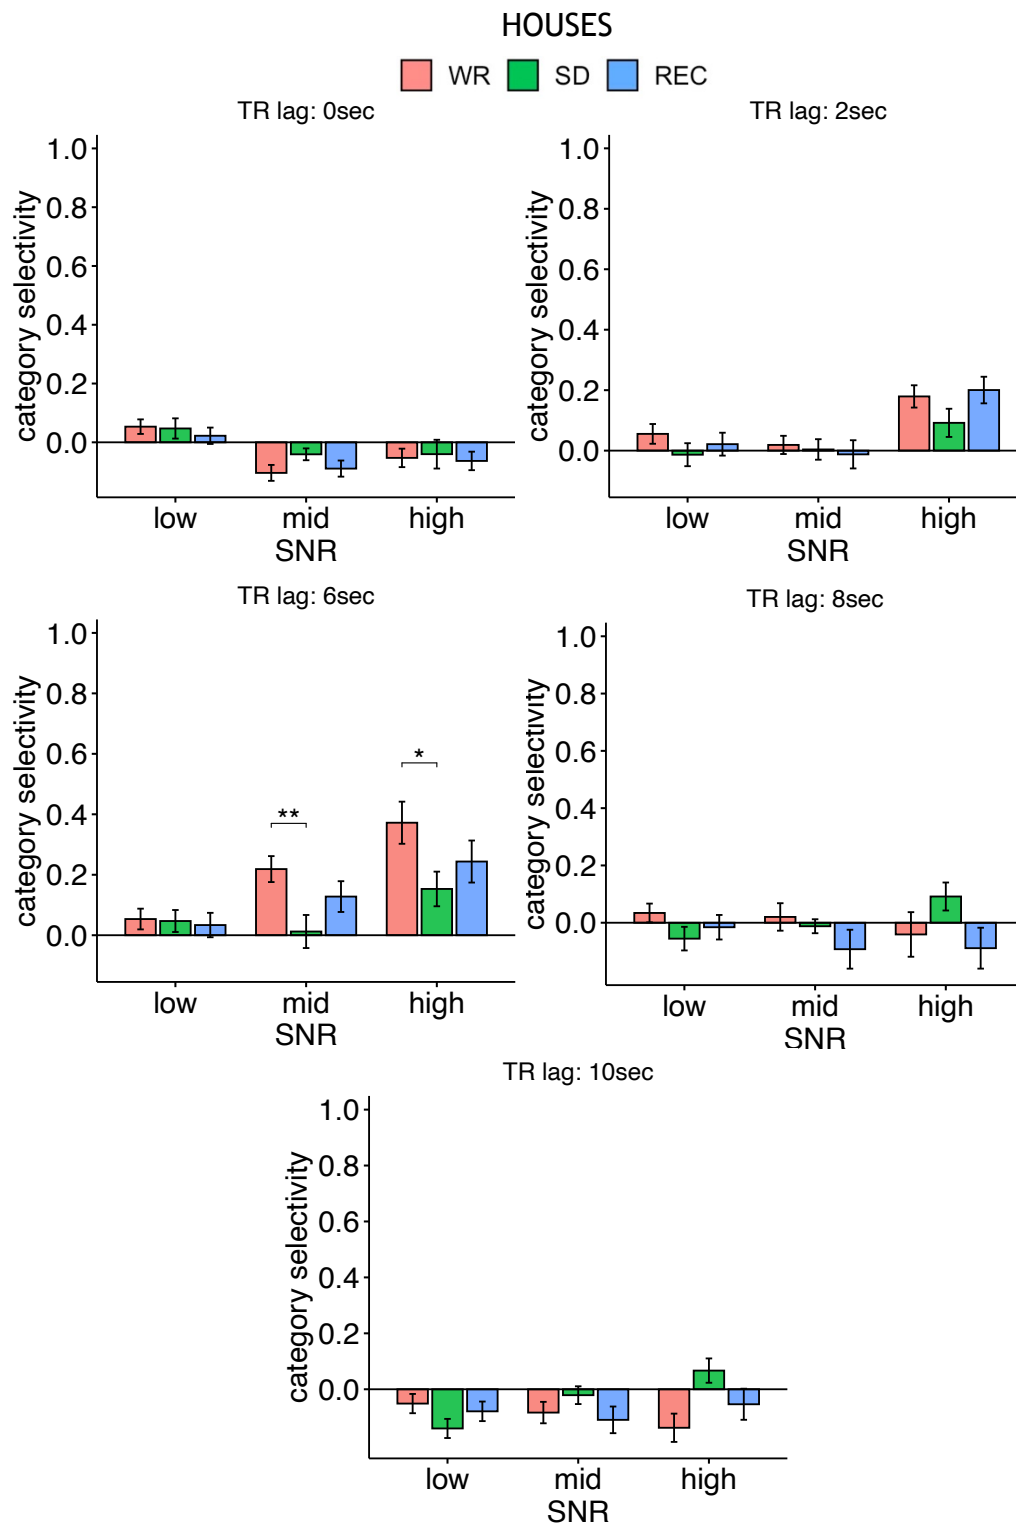 HOUSES
WR SD REC
TR lag: 0sec
1.0
0.8
0.6
0.4
0.2
0.0
category selectivity
low mid high
SNR
TR lag: 2sec
1.0
0.8
0.6
0.4
0.2
0.0
category selectivity
low mid high
SNR
TR lag: 6sec
1.0
0.8
0.6
0.4
0.2
0.0
category selectivity
** *
low mid high
SNR
TR lag: 8sec
1.0
0.8
0.6
0.4
0.2
0.0
category selectivity
low mid high
SNR
TR lag: 10sec
1.0
0.8
0.6
0.4
0.2
0.0
category selectivity
low mid high
SNR